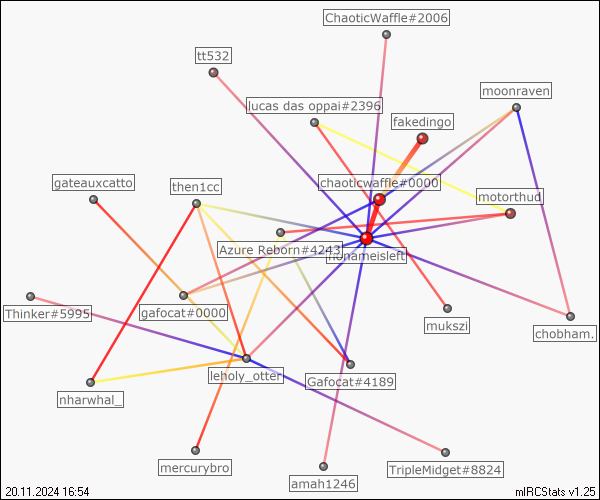 ChaoticWaffle#2006
tt532
moonraven
lucas das oppai#2396
fakedingo
gateauxcatto
then1cc
chaoticwaffle#0000
motorthud
Azure Reborn#4243
nonameisleft
Thinker#5995
gafocat#0000
mukszi
chobham.
leholy_otter
Gafocat#4189
nharwhal_
mercurybro
amah1246
TripleMidget#8824
20.11.2024 16:54
mIRCStats v1.25